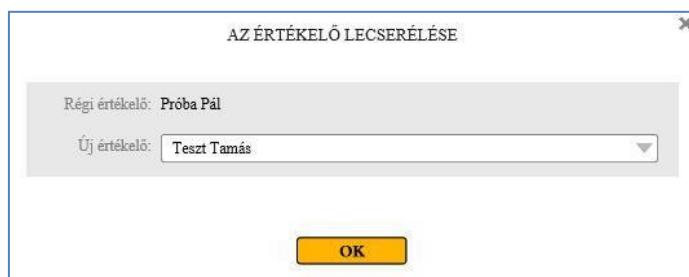 AZ ÉRTÉKELŐ LECSERÉLÉSE
Régi értékelő: Próba Pál
Új értékelő: Teszt Tamás
OK